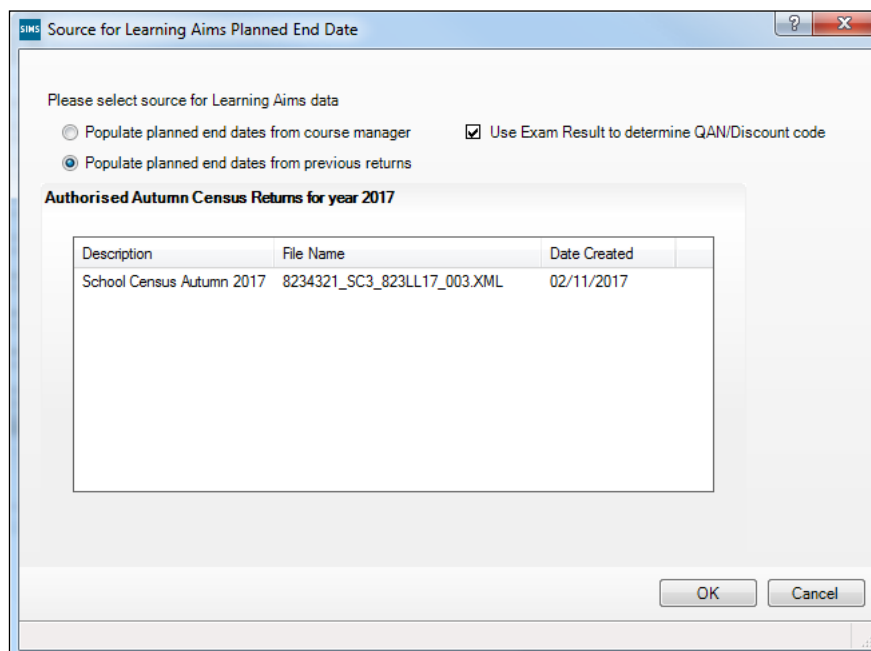 SIMS Source for Learning Aims Planned End Date ? X
Please select source for Learning Aims data
Populate planned end dates from course manager Use Exam Result to determine QAN/Discount code
Populate planned end dates from previous returns
Authorised Autumn Census Returns for year 2017
Description File Name Date Created
School Census Autumn 2017 8234321_SC3_823LL17_003.XML 02/11/2017
OK Cancel